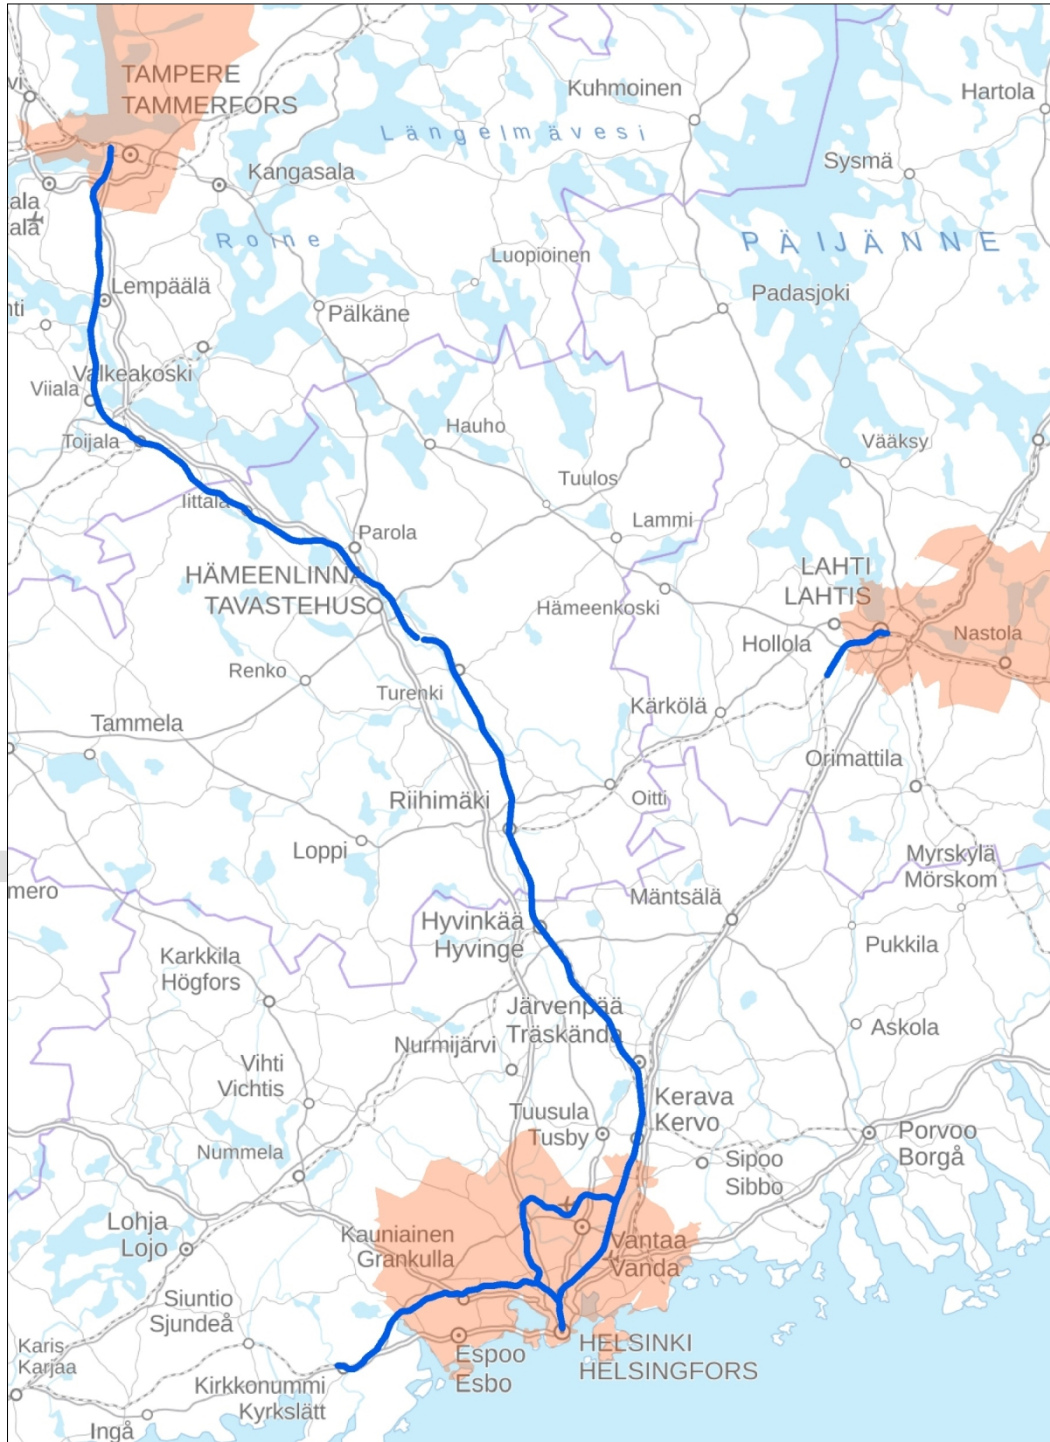 TAMPERE
TAMMERFORS
Kuhmoinen
Hartola
Längelmävesi
Kangasala
Sysmä
Roine
PÄIJÄNNE
Luopioinen
Lempäälä
Padasjoki
Pälkäne
Valkeakoski
Viiala
Hauho
Toijala
Vääksy
Tuulos
Iittala
Lammi
Parola
HÄMEENLINNA
TAVASTEHUS
LAHTI
LAHTIS
Hämeenkoski
Hollola
Nastola
Renko
Turenki
Kärkölä
Tammela
Orimattila
Riihimäki
Oitti
Loppi
Myrskylä
Mörskom
mero
Mäntsälä
Hyvinkää
Hyvinge
Pukkila
Karkkila
Högfors
Järvenpää
Träskända
Askola
Nurmijärvi
Vihti
Vichtis
Kerava
Kervo
Tuusula
Tusby
Porvoo
Borgå
Nummela
Sipoo
Sibbo
Lohja
Lojo
Kauniainen
Grankulla
Vantaa
Vanda
Siuntio
Sjundeå
HELSINKI
HELSINGFORS
Karis
Karjaa
Espoo
Esbo
Kirkkonummi
Kyrkslätt
Ingå